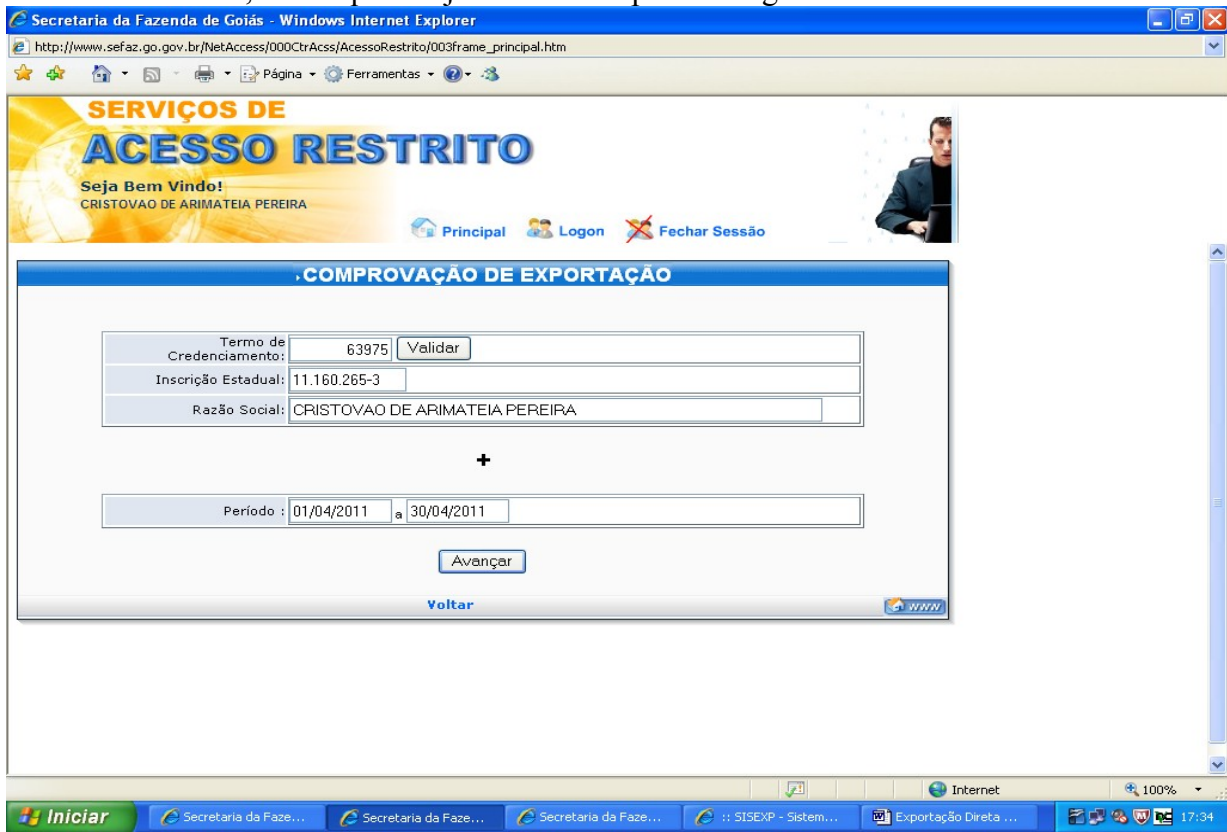 Secretaria da Fazenda de Goiás - Windows Internet Explorer
http://www.sefaz.go.gov.br/NetAccess/000CtrAcss/AcessoRestrito/003frame_principal.htm
Página Ferramentas
SERVIÇOS DE
ACESSO RESTRITO
Seja Bem Vindo!
CRISTOVAO DE ARIMATEIA PEREIRA
Principal Logon Fechar Sessão
COMPROVAÇÃO DE EXPORTAÇÃO
Termo de
Credenciamento: 63975 Validar
Inscrição Estadual: 11.160.265-3
Razão Social: CRISTOVAO DE ARIMATEIA PEREIRA
+
Período : 01/04/2011 a 30/04/2011
Avançar
Voltar www
Internet 100%
Iniciar Secretaria da Faze... Secretaria da Faze... Secretaria da Faze... :: SISEXP - Sistem... Exportação Direta ... 17:34